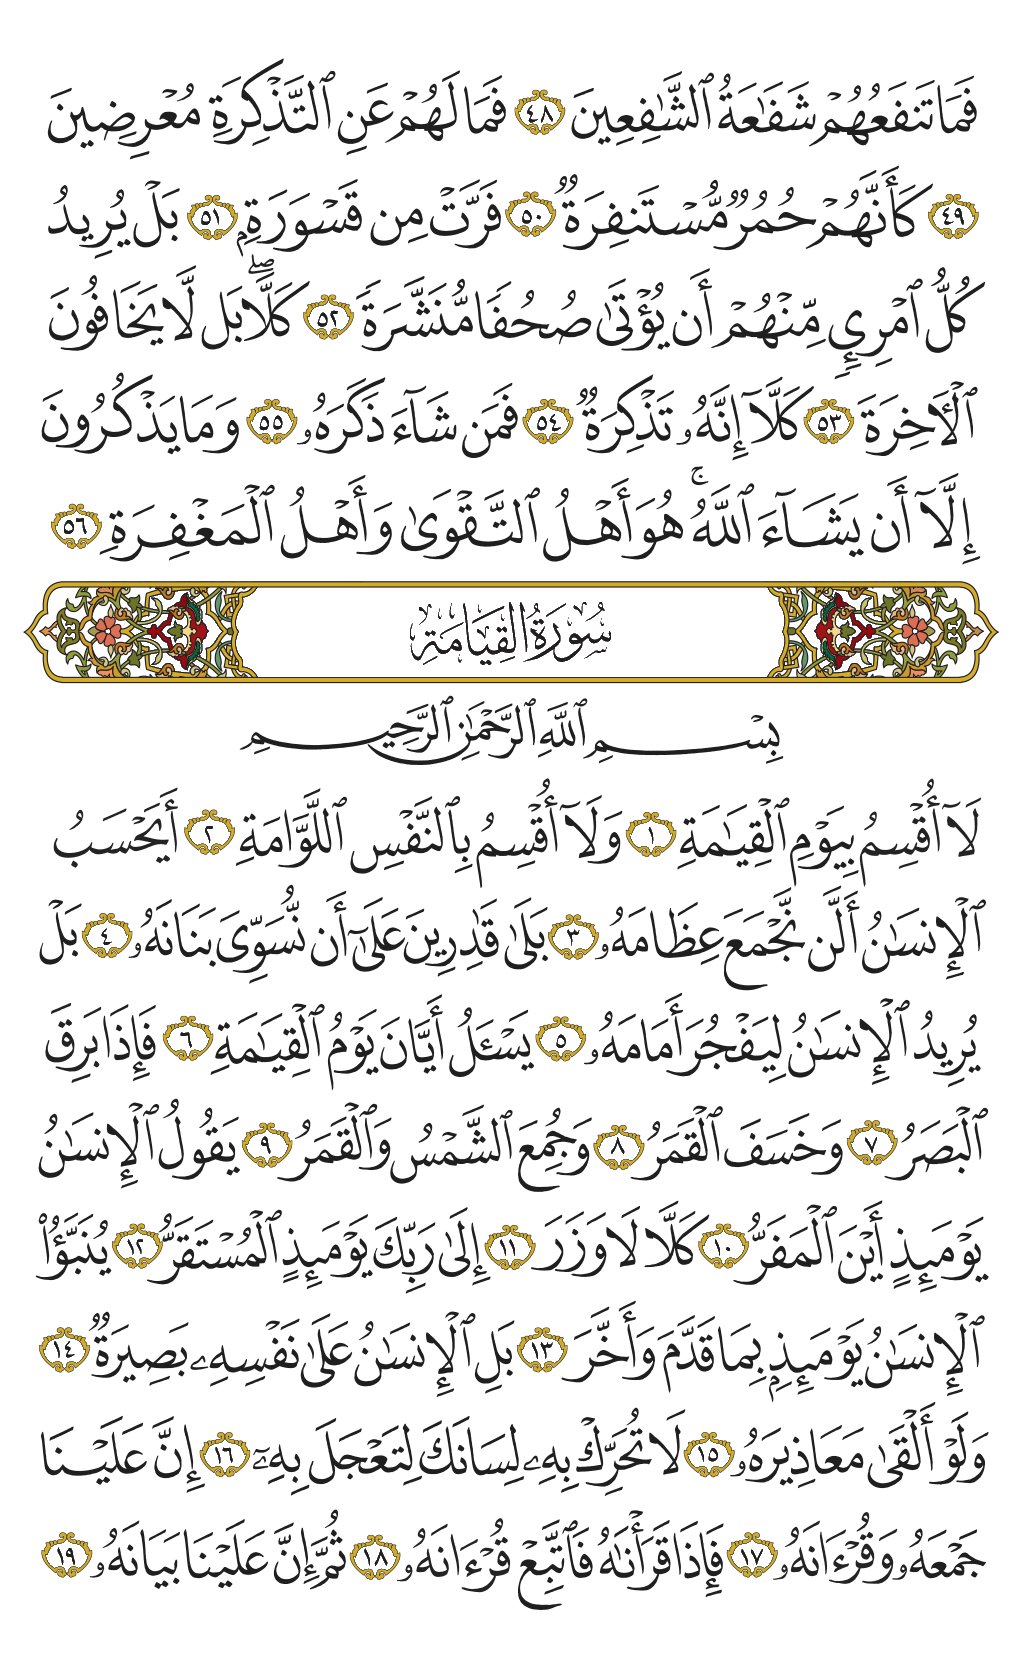 فَمَا تَنفَعُهُمْ شَفَٰعَةُ ٱلشَّٰفِعِينَ ٤٨ فَمَا لَهُمْ عَنِ ٱلتَّذْكِرَةِ مُعْرِضِينَ
٤٩ كَأَنَّهُمْ حُمُرٌ مُّسْتَنفِرَةٌ ٥٠ فَرَّتْ مِن قَسْوَرَةٍۭ ٥١ بَلْ يُرِيدُ
كُلُّ ٱمْرِئٍ مِّنْهُمْ أَن يُؤْتَىٰ صُحُفًا مُّنَشَّرَةً ٥٢ كَلَّاۖ بَل لَّا يَخَافُونَ
ٱلْءَاخِرَةَ ٥٣ كَلَّآ إِنَّهُۥ تَذْكِرَةٌ ٥٤ فَمَن شَآءَ ذَكَرَهُۥ ٥٥ وَمَا يَذْكُرُونَ
إِلَّآ أَن يَشَآءَ ٱللَّهُۚ هُوَ أَهْلُ ٱلتَّقْوَىٰ وَأَهْلُ ٱلْمَغْفِرَةِ ٥٦
سُورَةُ القِيَامَةِ
بِسْمِ ٱللَّهِ ٱلرَّحْمَٰنِ ٱلرَّحِيمِ
لَآ أُقْسِمُ بِيَوْمِ ٱلْقِيَٰمَةِ ١ وَلَآ أُقْسِمُ بِٱلنَّفْسِ ٱللَّوَّامَةِ ٢ أَيَحْسَبُ
ٱلْإِنسَٰنُ أَلَّن نَّجْمَعَ عِظَامَهُۥ ٣ بَلَىٰ قَٰدِرِينَ عَلَىٰٓ أَن نُّسَوِّىَ بَنَانَهُۥ ٤ بَلْ
يُرِيدُ ٱلْإِنسَٰنُ لِيَفْجُرَ أَمَامَهُۥ ٥ يَسْـَٔلُ أَيَّانَ يَوْمُ ٱلْقِيَٰمَةِ ٦ فَإِذَا بَرِقَ
ٱلْبَصَرُ ٧ وَخَسَفَ ٱلْقَمَرُ ٨ وَجُمِعَ ٱلشَّمْسُ وَٱلْقَمَرُ ٩ يَقُولُ ٱلْإِنسَٰنُ
يَوْمَئِذٍ أَيْنَ ٱلْمَفَرُّ ١٠ كَلَّا لَا وَزَرَ ١١ إِلَىٰ رَبِّكَ يَوْمَئِذٍ ٱلْمُسْتَقَرُّ ١٢ يُنَبَّؤُا۟
ٱلْإِنسَٰنُ يَوْمَئِذٍۭ بِمَا قَدَّمَ وَأَخَّرَ ١٣ بَلِ ٱلْإِنسَٰنُ عَلَىٰ نَفْسِهِۦ بَصِيرَةٌ ١٤
وَلَوْ أَلْقَىٰ مَعَاذِيرَهُۥ ١٥ لَا تُحَرِّكْ بِهِۦ لِسَانَكَ لِتَعْجَلَ بِهِۦٓ ١٦ إِنَّ عَلَيْنَا
جَمْعَهُۥ وَقُرْءَانَهُۥ ١٧ فَإِذَا قَرَأْنَٰهُ فَٱتَّبِعْ قُرْءَانَهُۥ ١٨ ثُمَّ إِنَّ عَلَيْنَا بَيَانَهُۥ ١٩